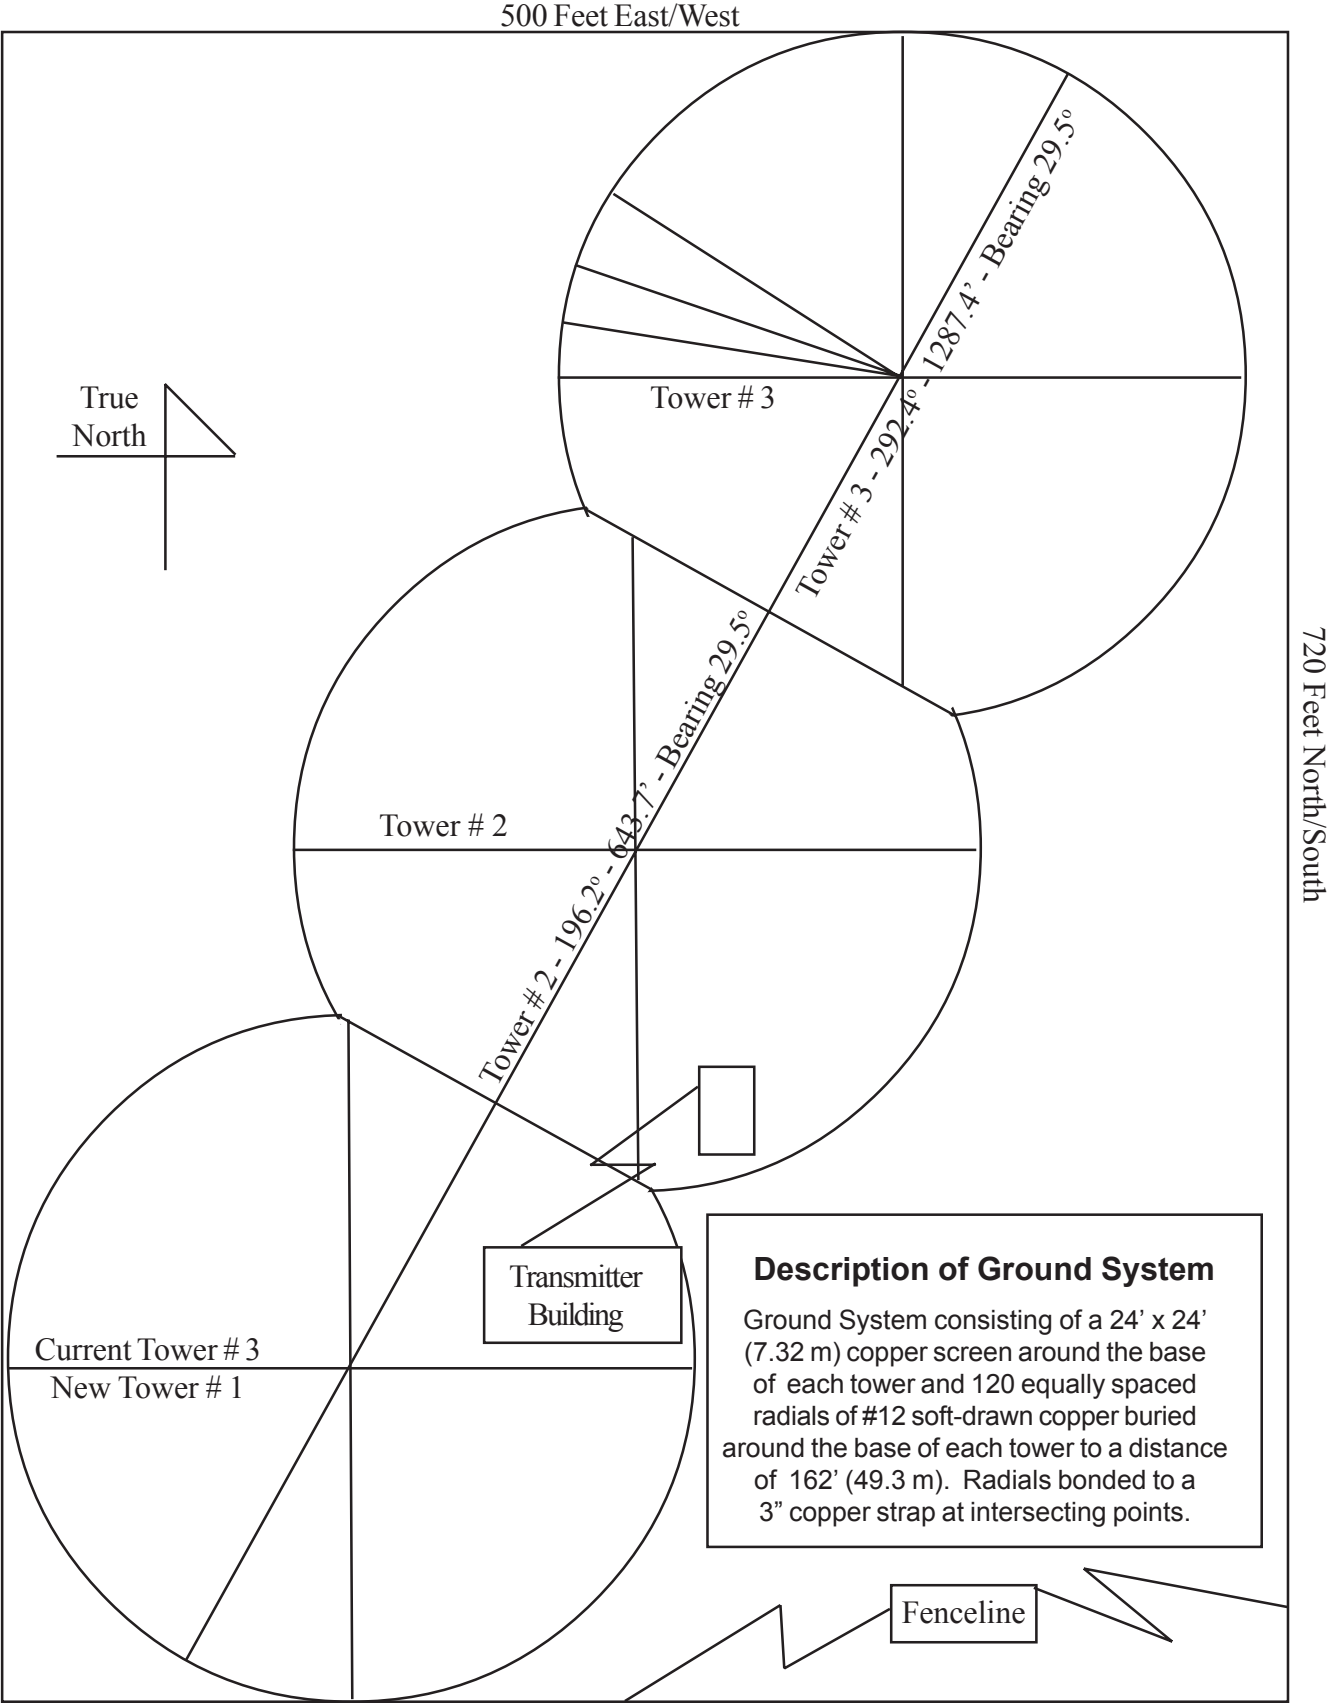 500 Feet East/West
Tower # 3 - 292.4º - 1287.4’ - Bearing 29.5º
True
North
Tower # 3
720 Feet North/South
Tower # 2 - 196.2º - 643.7’ - Bearing 29.5º
Tower # 2
Transmitter
Building
Current Tower # 3
New Tower # 1
Description of Ground System
Ground System consisting of a 24’ x 24’
(7.32 m) copper screen around the base
of each tower and 120 equally spaced
radials of #12 soft-drawn copper buried
around the base of each tower to a distance
of 162’ (49.3 m). Radials bonded to a
3” copper strap at intersecting points.
Fenceline